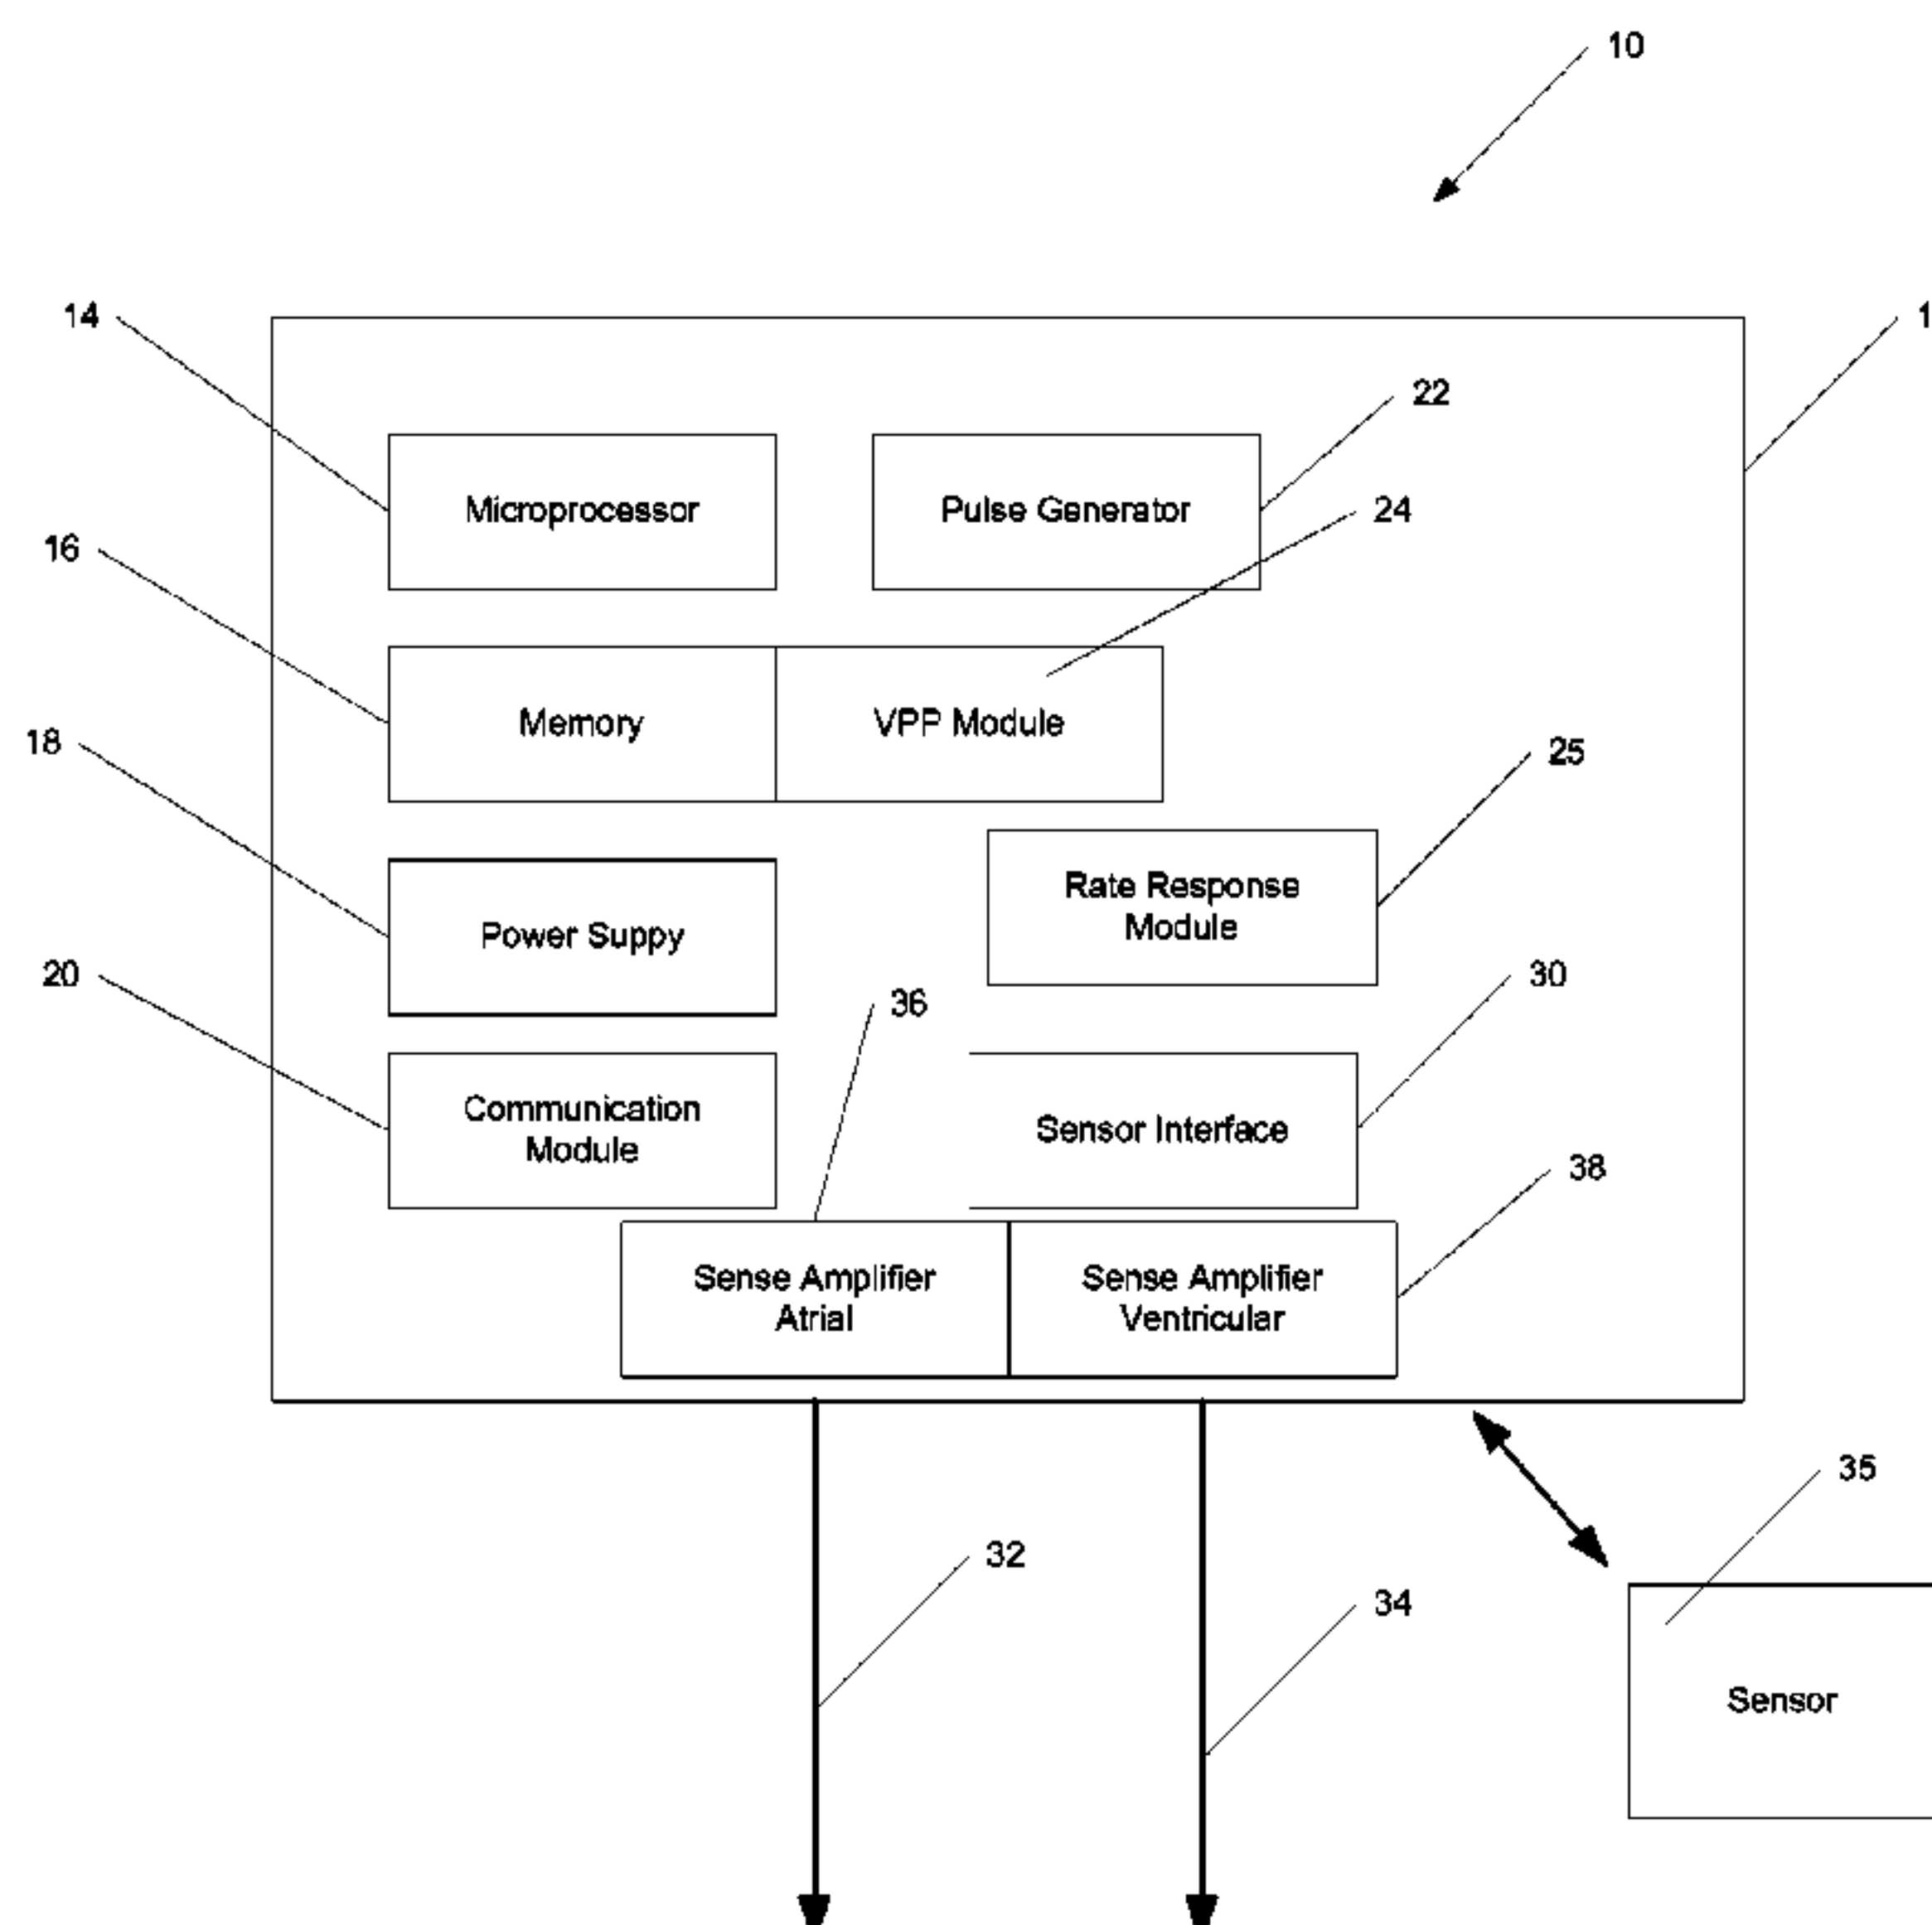 10
14
1
22
Microprocessor
Pulse Generator
24
16
Memory
VPP Module
18
25
Rate Response
Module
Power Suppy
20
36
30
Communication
Module
Sensor Interface
38
Sense Amplifier
Atrial
Sense Amplifier
Ventricular
35
32
34
Sensor